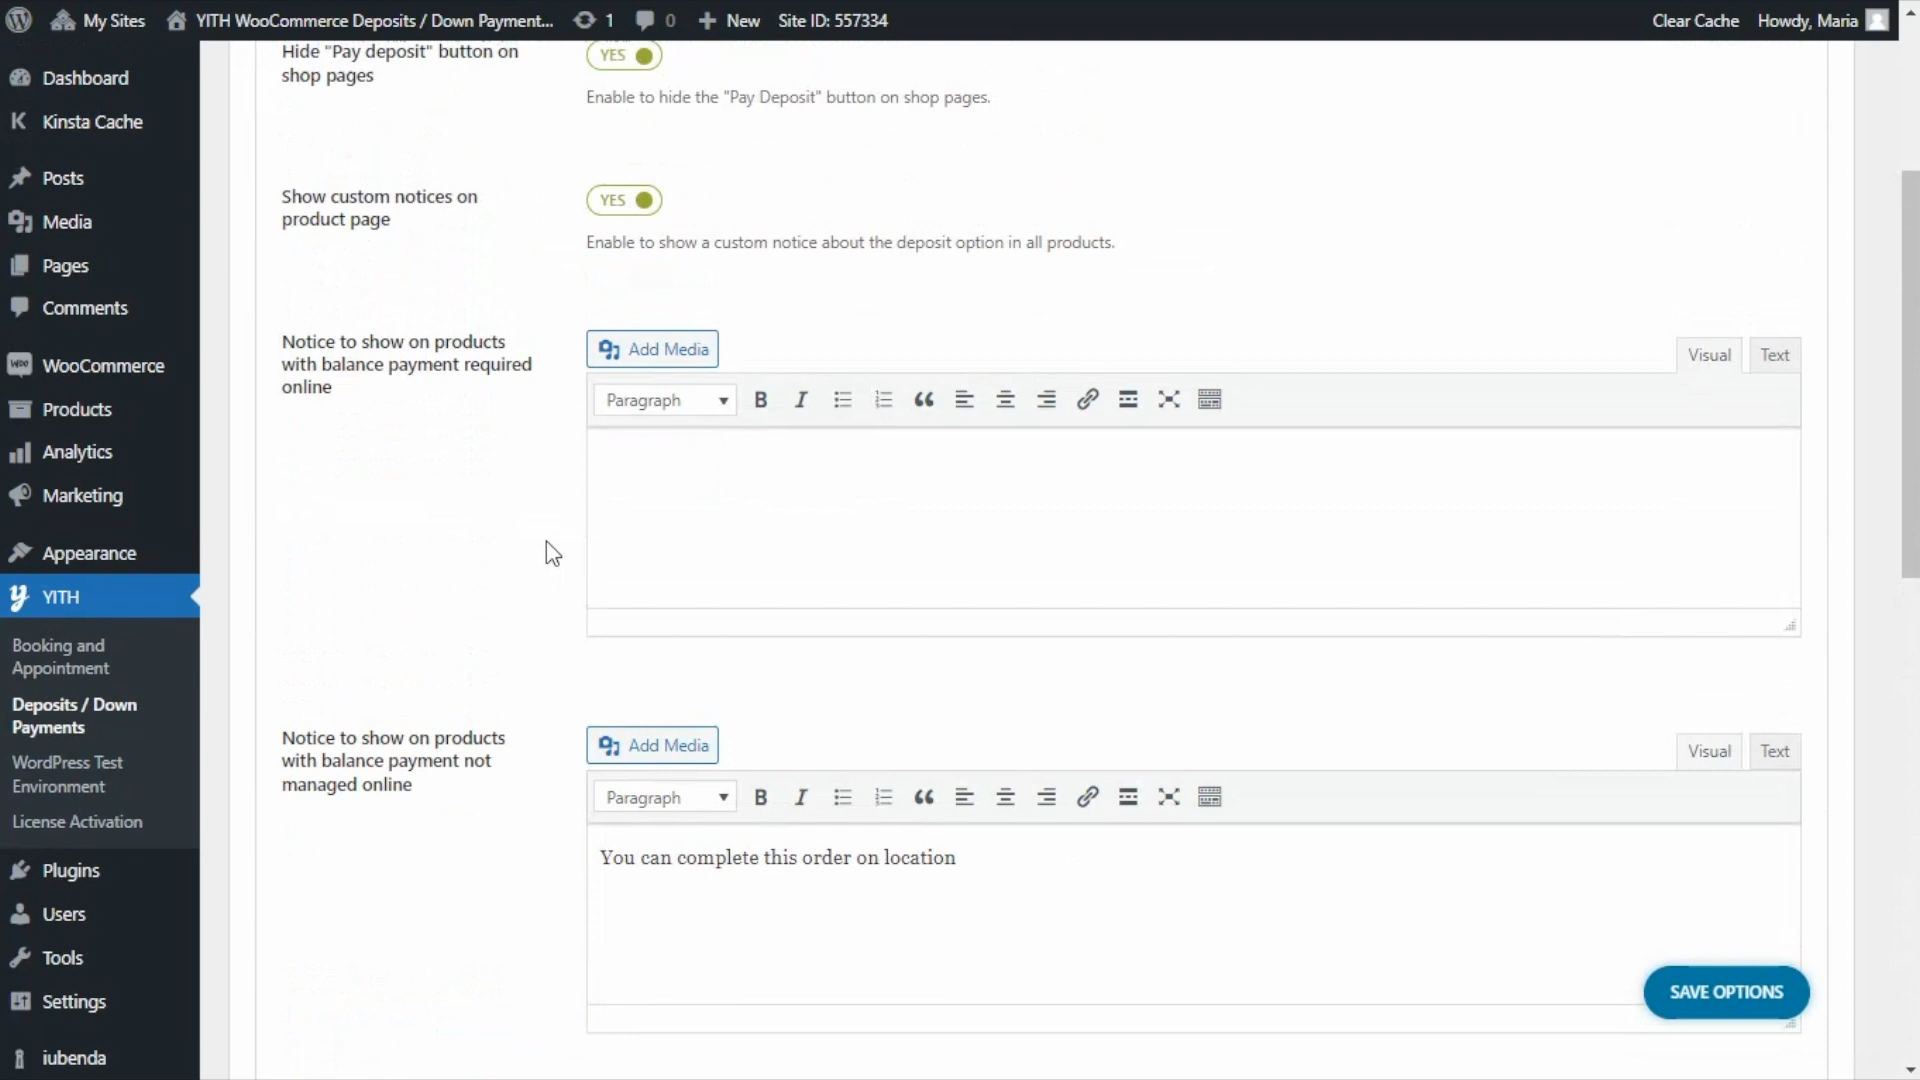 My Sites
YITH WooCommerce Deposits / Down Payment...
1
0
New
Site ID: 557334
Clear Cache
Howdy, Maria
Dashboard
Kinsta Cache
Posts
Media
Pages
Comments
WooCommerce
Products
Analytics
Marketing
Appearance
YITH
Booking and
Appointment
Deposits / Down
Payments
WordPress Test
Environment
License Activation
Plugins
Users
Tools
Settings
iubenda
Hide "Pay deposit" button on
shop pages
YES
Enable to hide the "Pay Deposit" button on shop pages.
Show custom notices on
product page
YES
Enable to show a custom notice about the deposit option in all products.
Notice to show on products
with balance payment required
online
Add Media
Visual
Text
Paragraph
Notice to show on products
with balance payment not
managed online
Add Media
Visual
Text
Paragraph
You can complete this order on location
SAVE OPTIONS